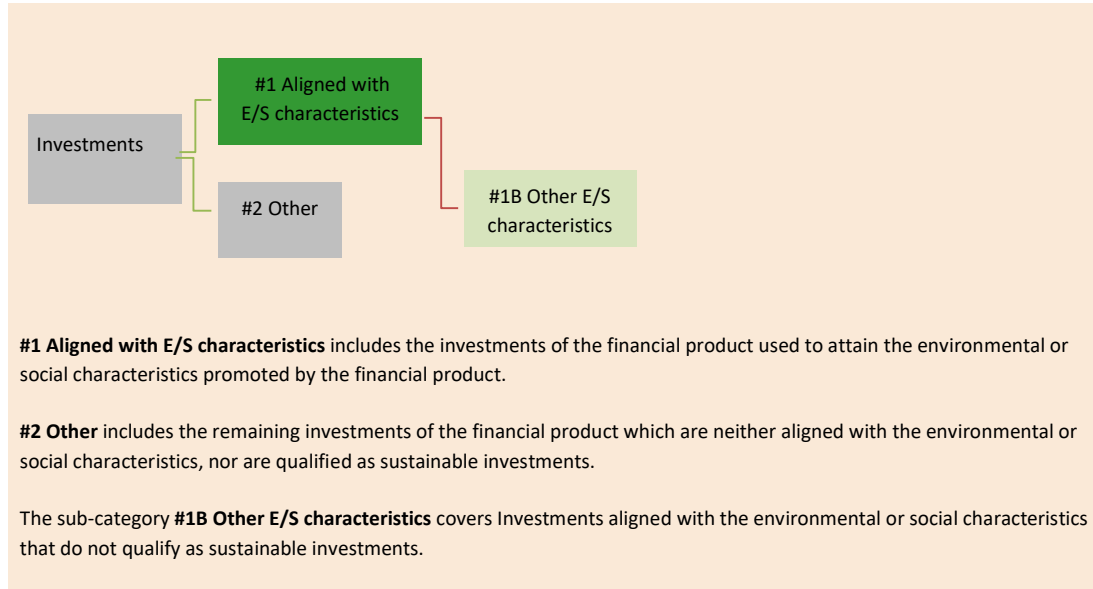 #1 Aligned with
E/S characteristics
Investments
#2 Other
#1B Other E/S
characteristics
#1 Aligned with E/S characteristics includes the investments of the financial product used to attain the environmental or
social characteristics promoted by the financial product.
#2 Other includes the remaining investments of the financial product which are neither aligned with the environmental or
social characteristics, nor are qualified as sustainable investments.
The sub-category #1B Other E/S characteristics covers Investments aligned with the environmental or social characteristics
that do not qualify as sustainable investments.